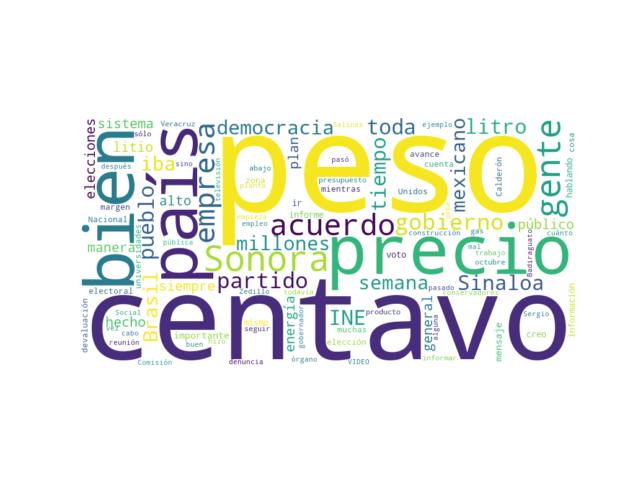 peso
centavo
precio
país
bien
Sonora
acuerdo
gobierno
gente
empresa
democracia
toda
litro
sistema
elecciones
litio
iba
pueblo
alto
millones
partido
Brasil
siempre
manera
hecho
INE
semana
Sinaloa
general
público
mexicano
tiempo
plan
energía
mensaje
información
devaluación
electoral
importante
universidades
televisión
Veracruz
sólo
sino
después
margen
Nacional
pública
Social
vez
cabo
reunión
buen
hizo
Comisión
denuncia
Zedillo
todavía
mismo
seguir
gobernador
órgano
elección
muchas
producto
VIDEO
informar
alguna
pasado
conservadores
Sergio
creo
octubre
trabajo
mal
gas
construcción
Badiraguato
voto
informe
ir
empieza
empleo
zona
planta
abajo
presupuesto
mientras
pasó
Salinas
ejemplo
avance
cuenta
Unidos
Calderón
hablando
cosa
cuánto